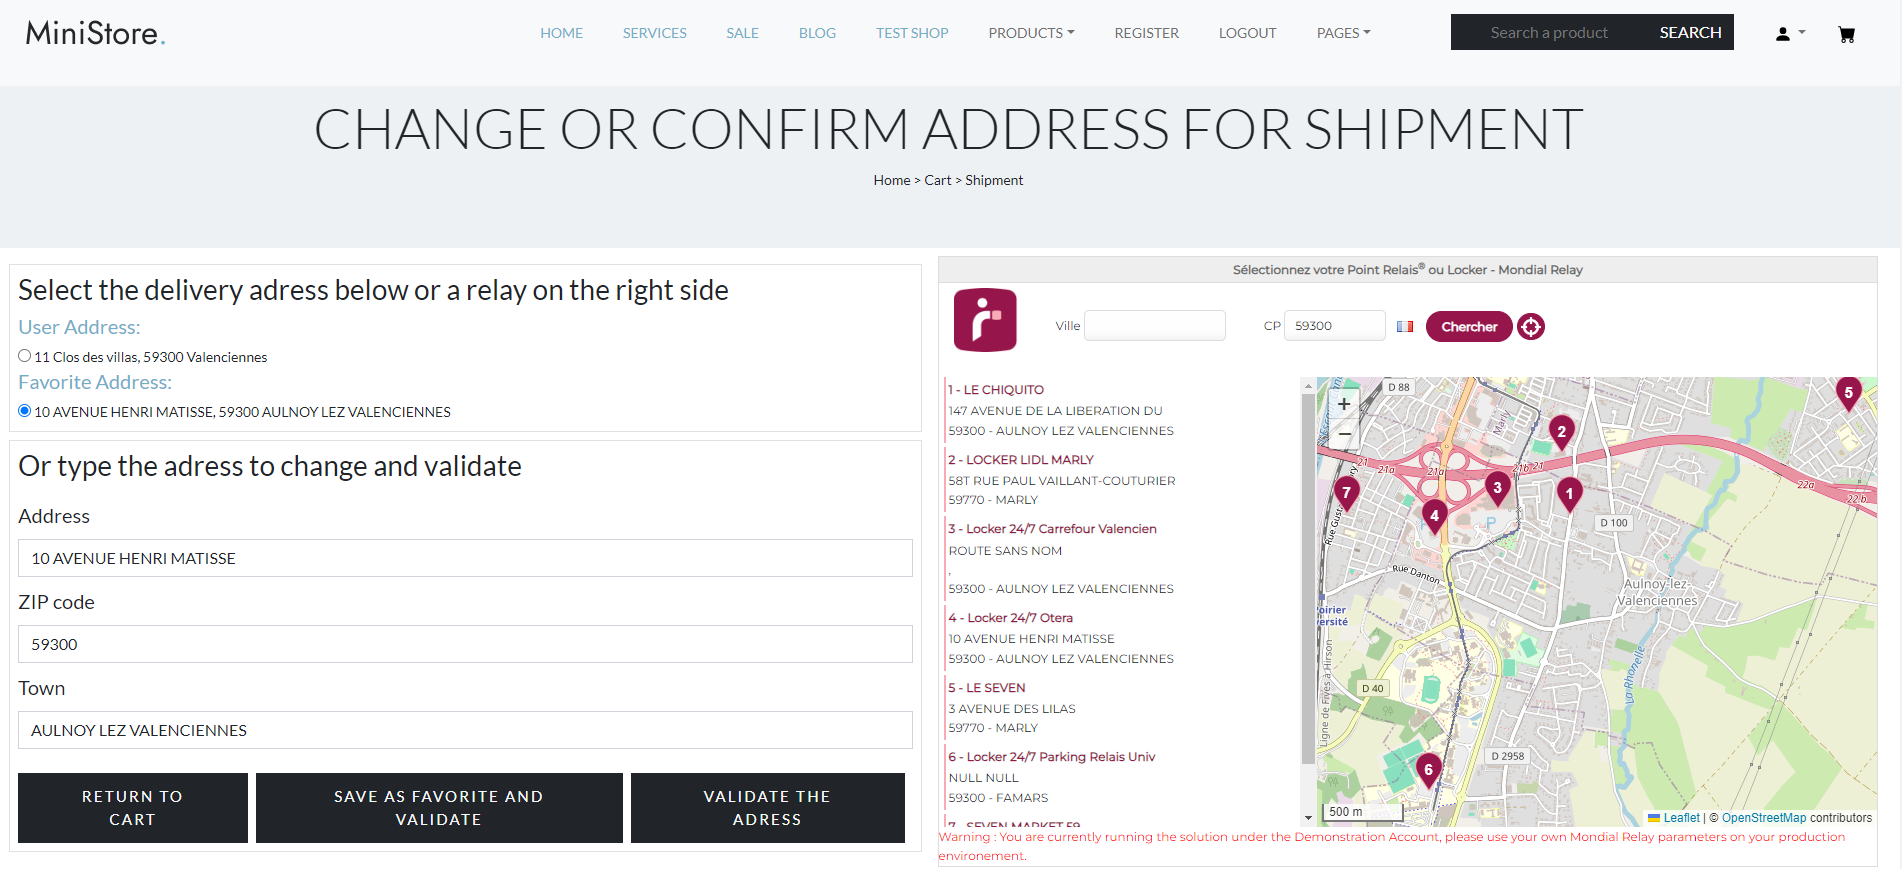 MiniStore.
HOME SERVICES SALE BLOG TEST SHOP PRODUCTS REGISTER LOGOUT PAGES
Search a product SEARCH
CHANGE OR CONFIRM ADDRESS FOR SHIPMENT
Home > Cart > Shipment
Select the delivery adress below or a relay on the right side
User Address:
11 Clos des villas, 59300 Valenciennes
Favorite Address:
10 AVENUE HENRI MATISSE, 59300 AULNOY LEZ VALENCIENNES
Or type the adress to change and validate
Address
10 AVENUE HENRI MATISSE
ZIP code
59300
Town
AULNOY LEZ VALENCIENNES
RETURN TO
CART
SAVE AS FAVORITE AND
VALIDATE
VALIDATE THE
ADRESS
Sélectionnez votre Point Relais® ou Locker - Mondial Relay
Ville CP 59300 Chercher
1 - LE CHIQUITO
147 AVENUE DE LA LIBERATION DU
59300 - AULNOY LEZ VALENCIENNES
2 - LOCKER LIDL MARLY
58T RUE PAUL VAILLANT-COUTURIER
59770 - MARLY
3 - Locker 24/7 Carrefour Valencien
ROUTE SANS NOM
,
59300 - AULNOY LEZ VALENCIENNES
4 - Locker 24/7 Otera
10 AVENUE HENRI MATISSE
59300 - AULNOY LEZ VALENCIENNES
5 - LE SEVEN
3 AVENUE DES LILAS
59770 - MARLY
6 - Locker 24/7 Parking Relais Univ
NULL NULL
59300 - FAMARS
7 - SEVEN MARKET 59
+
−
D 88
Marly
5
2
21
21a
21a
21b 21
22a
22 b
7
3
1
4
P
D 100
Rue Gust
Rue Danton
Aulnoy-lez-
Valenciennes
Poirier
versité
La Rhonelle
Ligne de Fives à Hirson
D 40
D 2958
6
500 m
Leaflet | © OpenStreetMap contributors
Warning : You are currently running the solution under the Demonstration Account, please use your own Mondial Relay parameters on your production
environement.